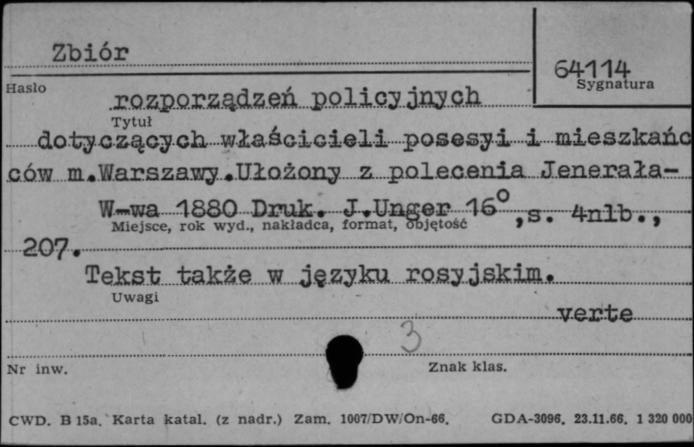 Zbiór
64114
Hasło
Sygnatura
rozporządzeń policyjnych
Tytuł
dotyczących właścicieli posesyi i mieszkańc
ców m.Warszawy.Ułożony z polecenia Jenerała-
W-wa 1880 Druk. J.Unger 16°,s. 4nlb.,
Miejsce, rok wyd., nakładca, format, objętość
207.
Tekst także w języku rosyjskim.
Uwagi
verte
3
Nr inw.
Znak klas.
CWD. B 15a. Karta katal. (z nadr.) Zam. 1007/DW/On-66. GDA-3096. 23.11.66. 1 320 000